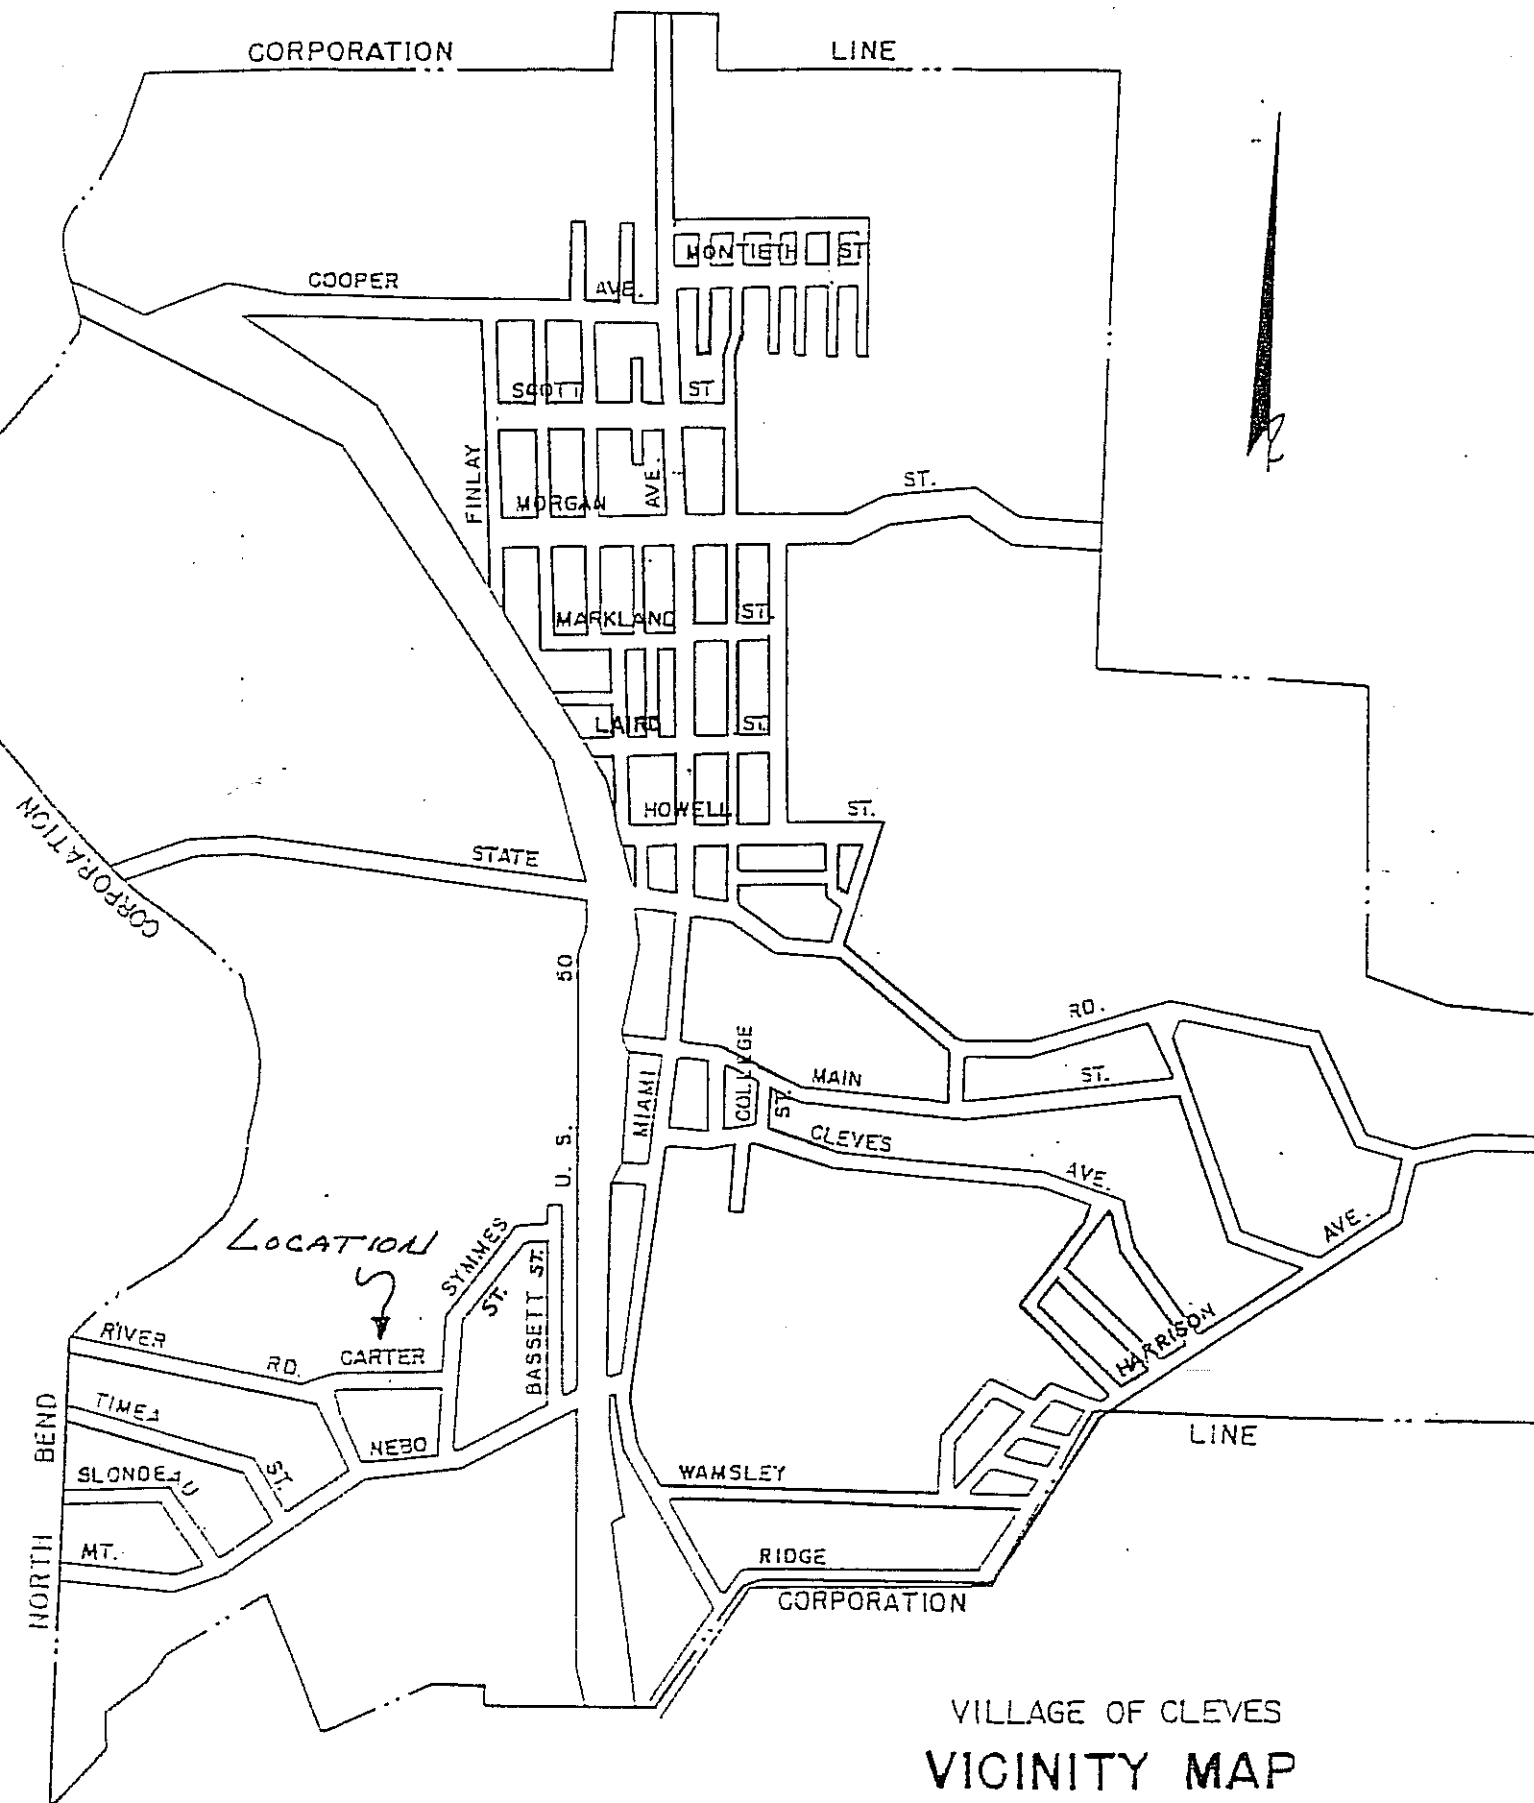 CORPORATION LINE
MONTIETH ST
COOPER AVE.
SCOTT ST
FINLAY
AVE.
MORGAN ST.
MARKLAND ST.
LAIRD ST.
HOWELL ST.
CORPORATION
STATE RD.
U. S. 50
MIAMI
COLLEGE ST.
MAIN ST.
CLEVES AVE.
HARRISON AVE.
LOCATION
SYMMES ST.
BASSETT ST.
RIVER RD.
CARTER
TIMEA ST.
NEBO
SLONDEAU
MT.
NORTH BEND
WAMSLEY
LINE
RIDGE
CORPORATION
VILLAGE OF CLEVES
VICINITY MAP